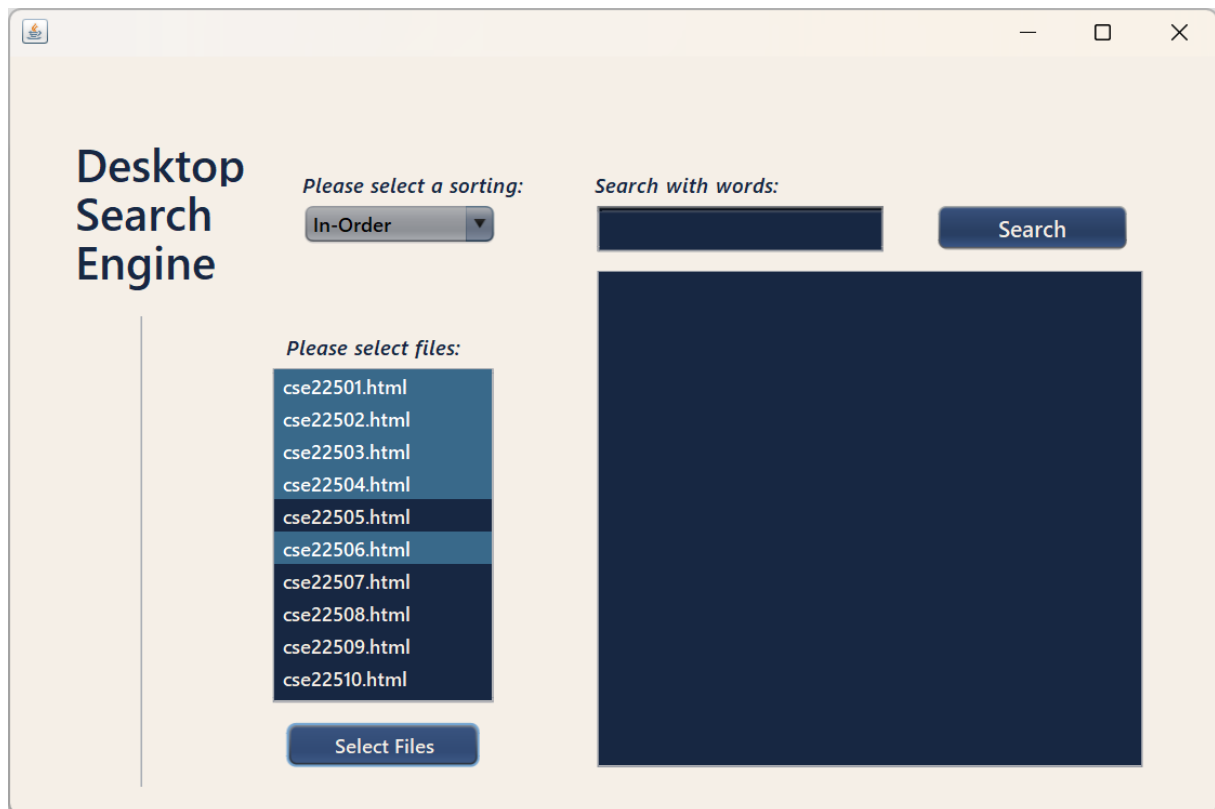 Desktop
Search
Engine
Please select a sorting:
In-Order
Search with words:
Search
Please select files:
cse22501.html
cse22502.html
cse22503.html
cse22504.html
cse22505.html
cse22506.html
cse22507.html
cse22508.html
cse22509.html
cse22510.html
Select Files